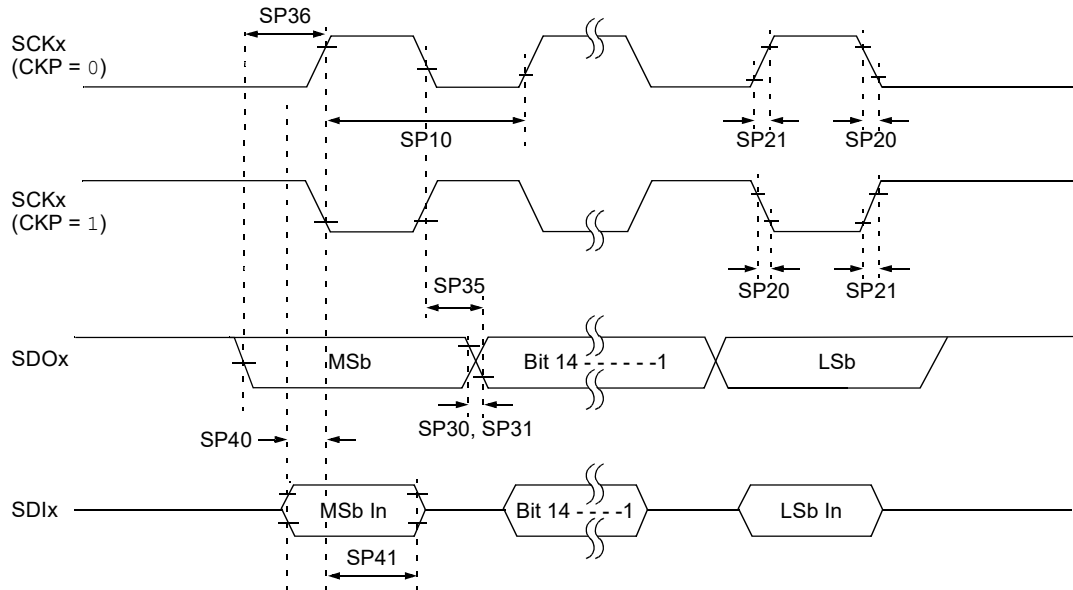 SP36
SCKx
(CKP = 0)
SP10
SP21
SP20
SCKx
(CKP = 1)
SP35
SP20
SP21
SDOx
MSb
Bit 14 - - - - - -1
LSb
SP30, SP31
SP40
SDIx
MSb In
Bit 14 - - - -1
LSb In
SP41